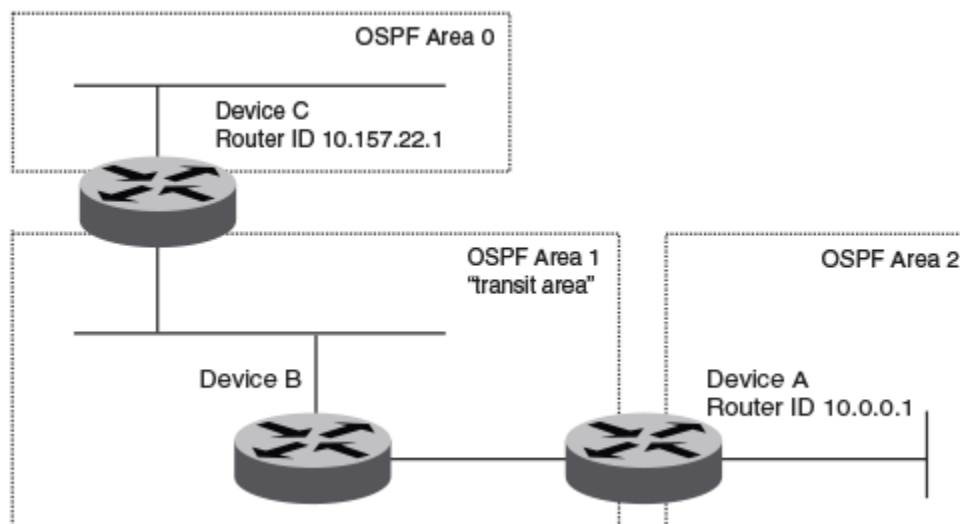 OSPF Area 0
Device C
Router ID 10.157.22.1
OSPF Area 1
“transit area”
OSPF Area 2
Device B
Device A
Router ID 10.0.0.1